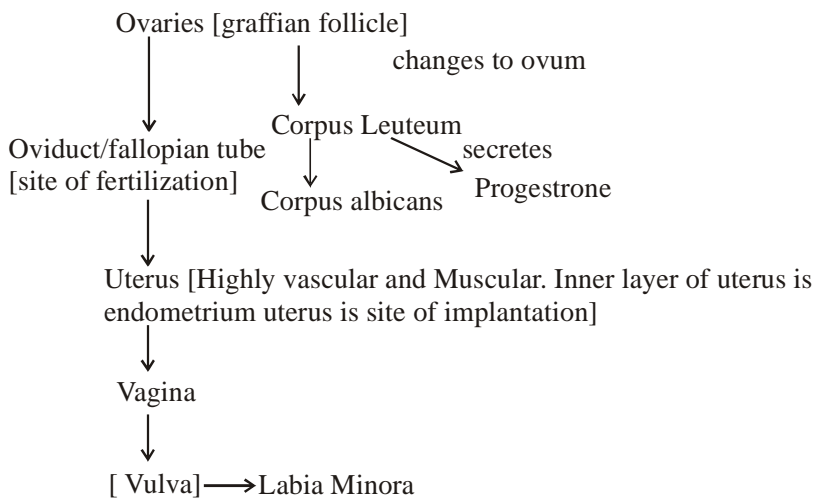 Ovaries [graffian follicle]
changes to ovum
Corpus Leuteum
Oviduct/fallopian tube
[site of fertilization]
secretes
Progestrone
Corpus albicans
Uterus [Highly vascular and Muscular. Inner layer of uterus is
endometrium uterus is site of implantation]
Vagina
[ Vulva]
Labia Minora